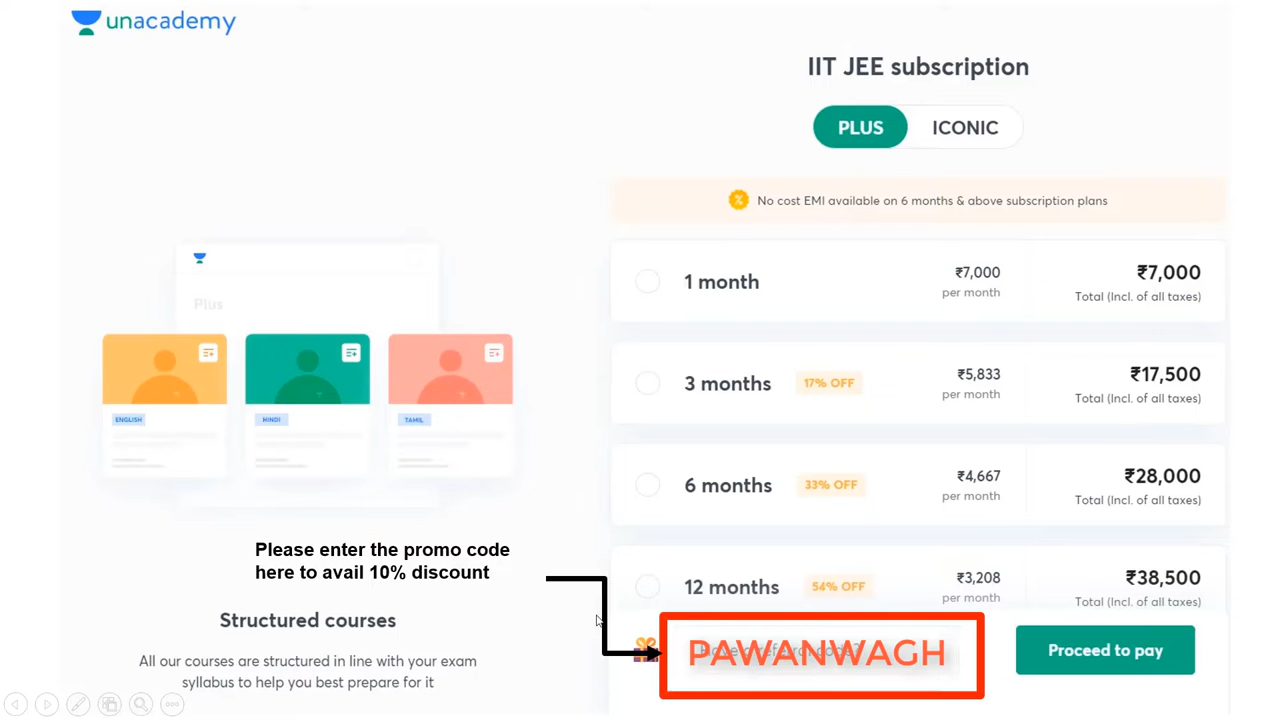 unacademy
IIT JEE subscription
PLUS
ICONIC
No cost EMI available on 6 months & above subscription plans
1 month
₹7,000
per month
₹7,000
Total (Incl. of all taxes)
3 months
17% OFF
₹5,833
per month
₹17,500
Total (Incl. of all taxes)
6 months
33% OFF
₹4,667
per month
₹28,000
Total (Incl. of all taxes)
12 months
54% OFF
₹3,208
per month
₹38,500
Total (Incl. of all taxes)
Have a referral code?
PAWANWAGH
Proceed to pay
Plus
ENGLISH
HINDI
TAMIL
Please enter the promo code
here to avail 10% discount
Structured courses
All our courses are structured in line with your exam
syllabus to help you best prepare for it